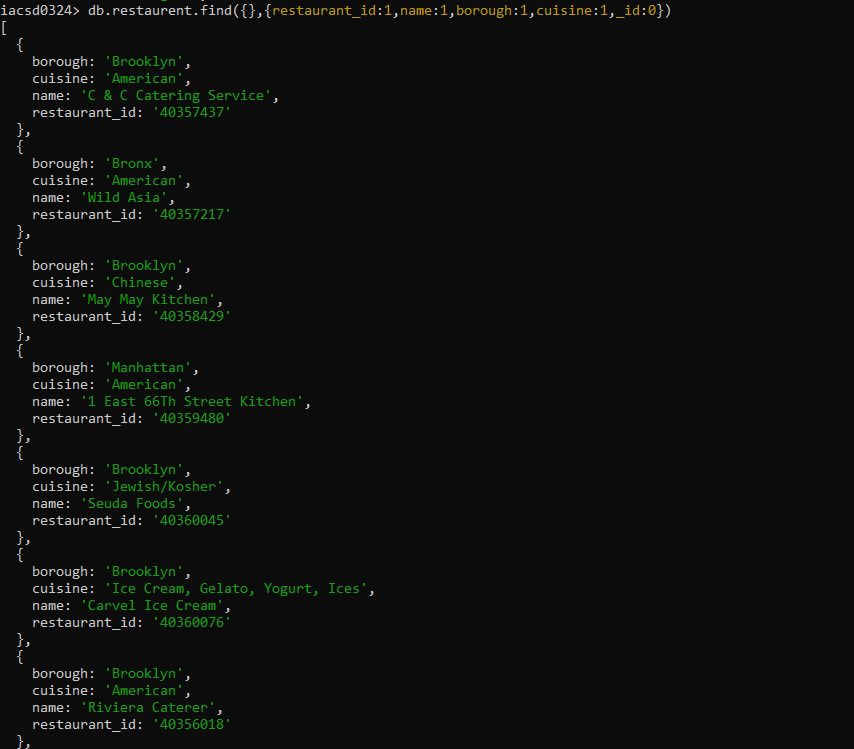 iacsd0324> db.restaurent.find({},{restaurant_id:1,name:1,borough:1,cuisine:1,_id:0})
[
  {
    borough: 'Brooklyn',
    cuisine: 'American',
    name: 'C & C Catering Service',
    restaurant_id: '40357437'
  },
  {
    borough: 'Bronx',
    cuisine: 'American',
    name: 'Wild Asia',
    restaurant_id: '40357217'
  },
  {
    borough: 'Brooklyn',
    cuisine: 'Chinese',
    name: 'May May Kitchen',
    restaurant_id: '40358429'
  },
  {
    borough: 'Manhattan',
    cuisine: 'American',
    name: '1 East 66Th Street Kitchen',
    restaurant_id: '40359480'
  },
  {
    borough: 'Brooklyn',
    cuisine: 'Jewish/Kosher',
    name: 'Seuda Foods',
    restaurant_id: '40360045'
  },
  {
    borough: 'Brooklyn',
    cuisine: 'Ice Cream, Gelato, Yogurt, Ices',
    name: 'Carvel Ice Cream',
    restaurant_id: '40360076'
  },
  {
    borough: 'Brooklyn',
    cuisine: 'American',
    name: 'Riviera Caterer',
    restaurant_id: '40356018'
  },